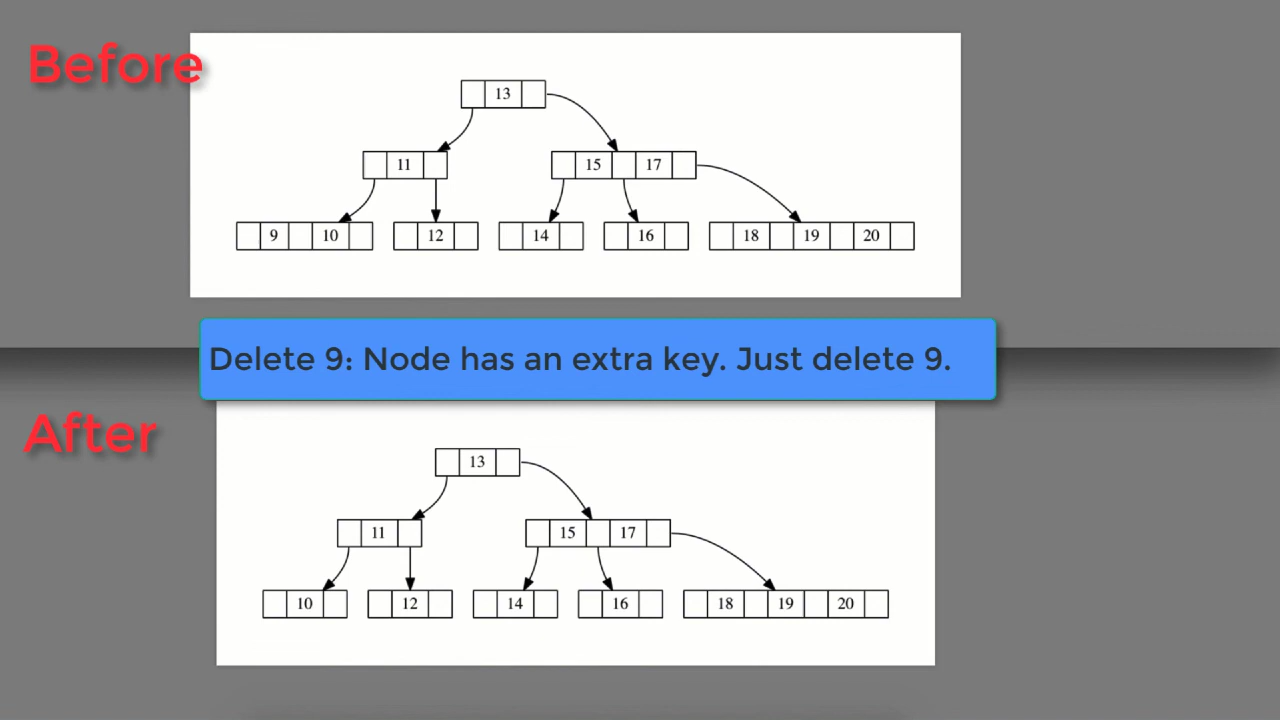 Before
13
11 15 17
9 10 12 14 16 18 19 20
Delete 9: Node has an extra key. Just delete 9.
After
13
11 15 17
10 12 14 16 18 19 20